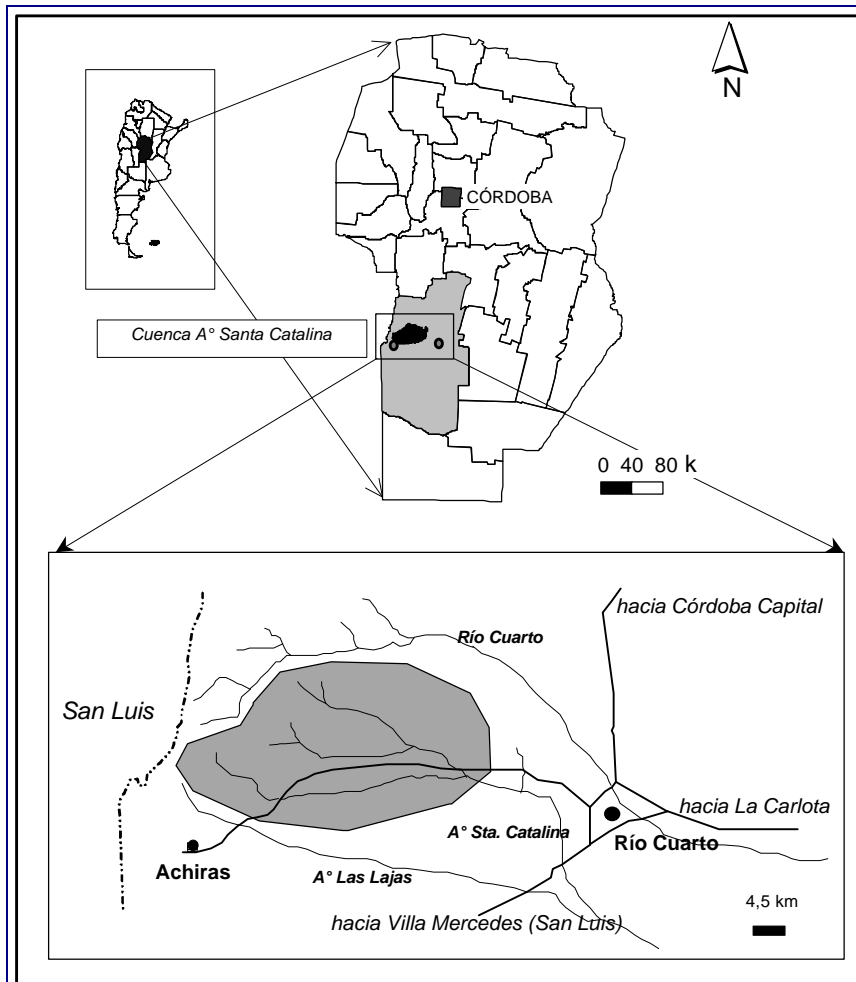 N
CÓRDOBA
Cuenca A° Santa Catalina
0 40 80 k
hacia Córdoba Capital
Río Cuarto
San Luis
hacia La Carlota
A° Sta. Catalina
Río Cuarto
Achiras
A° Las Lajas
4,5 km
hacia Villa Mercedes (San Luis)